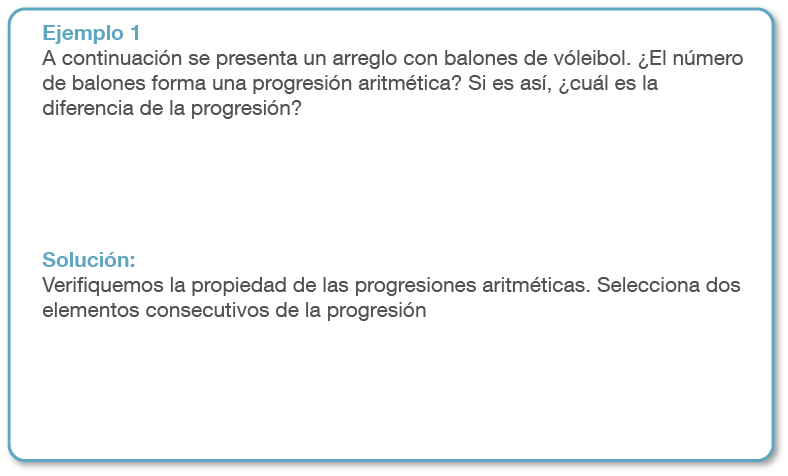 Ejemplo 1
A continuación se presenta un arreglo con balones de vóleibol. ¿El número
de balones forma una progresión aritmética? Si es así, ¿cuál es la
diferencia de la progresión?
Solución:
Verifiquemos la propiedad de las progresiones aritméticas. Selecciona dos
elementos consecutivos de la progresión